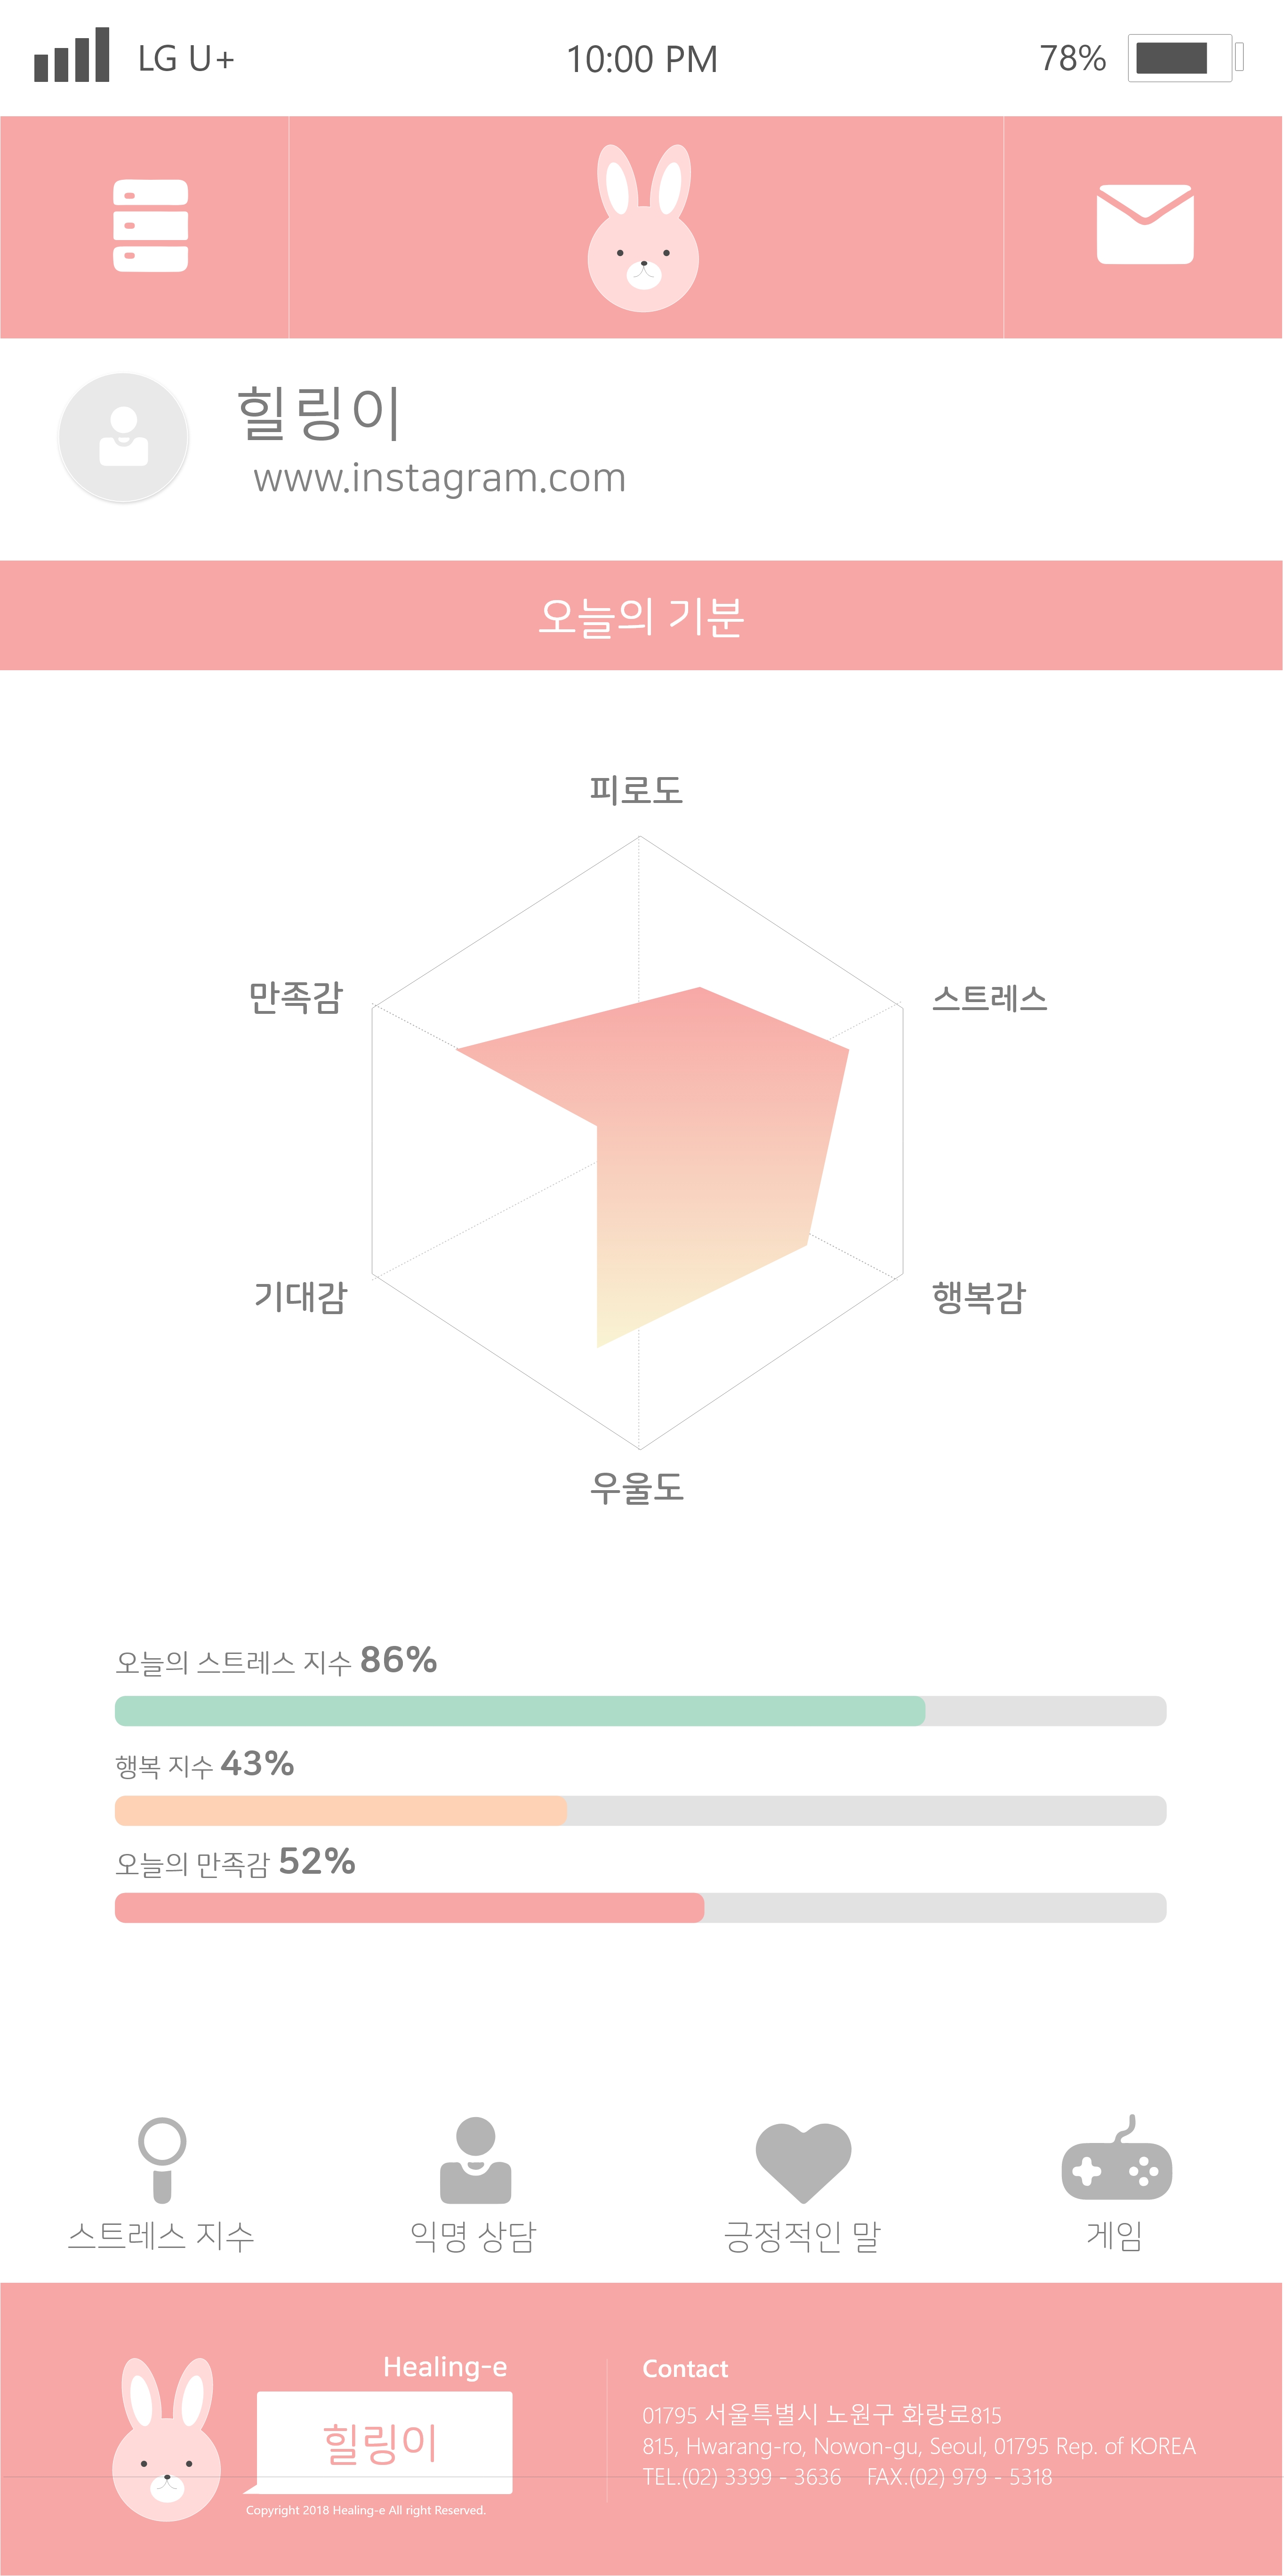 LG U+ 10:00 PM 78%
힐링이
www.instagram.com
오늘의 기분
피로도
만족감 스트레스
기대감 행복감
우울도
오늘의 스트레스 지수 86%
행복 지수 43%
오늘의 만족감 52%
스트레스 지수 익명 상담 긍정적인 말 게임
Healing-e
힐링이
Copyright 2018 Healing-e All right Reserved.
Contact
01795 서울특별시 노원구 화랑로815
815, Hwarang-ro, Nowon-gu, Seoul, 01795 Rep. of KOREA
TEL.(02) 3399 - 3636 FAX.(02) 979 - 5318